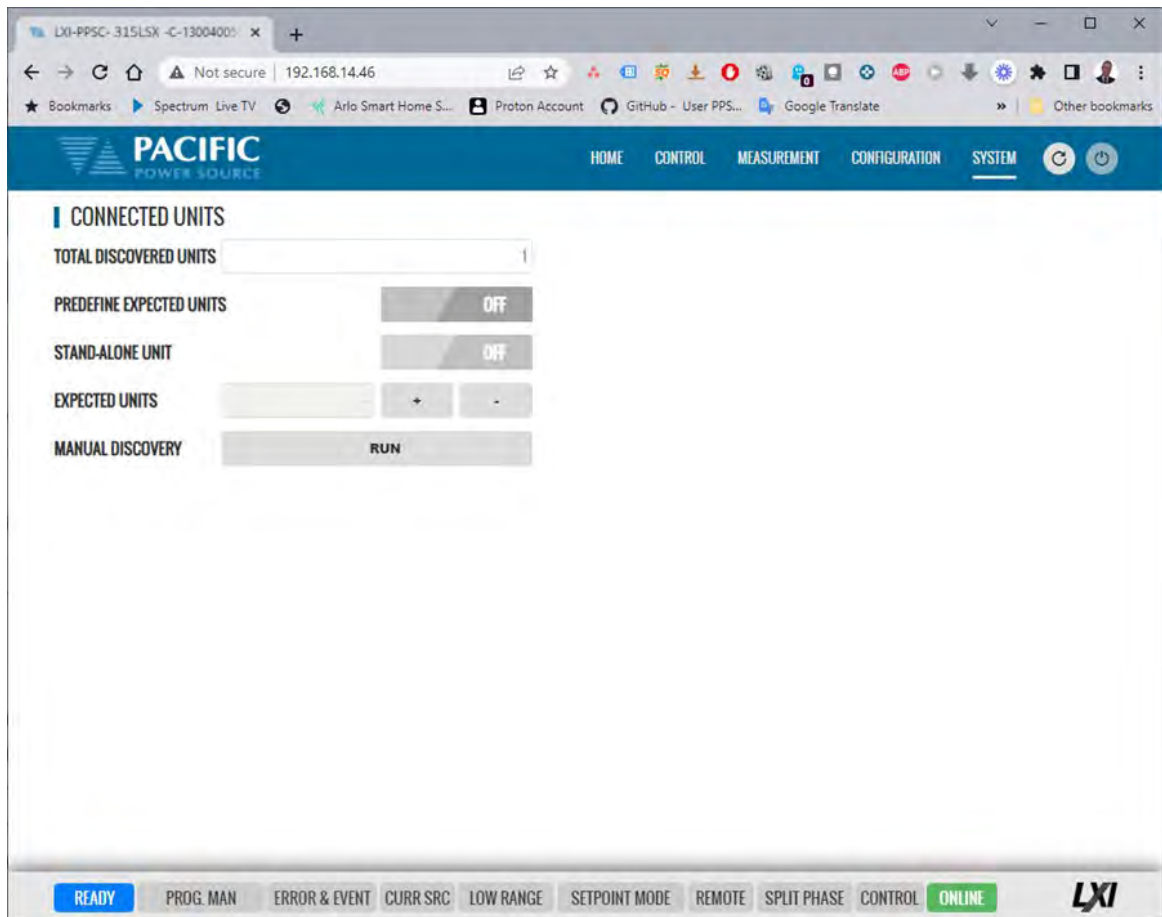 LXI-PPSC- 315LSX -C-13004005
Not secure 192.168.14.46
Bookmarks Spectrum Live TV Arlo Smart Home S... Proton Account GitHub - User PPS... Google Translate » Other bookmarks
PACIFIC
POWER SOURCE
HOME CONTROL MEASUREMENT CONFIGURATION SYSTEM
CONNECTED UNITS
TOTAL DISCOVERED UNITS 1
PREDEFINE EXPECTED UNITS OFF
STAND-ALONE UNIT OFF
EXPECTED UNITS + -
MANUAL DISCOVERY RUN
READY PROG. MAN ERROR & EVENT CURR SRC LOW RANGE SETPOINT MODE REMOTE SPLIT PHASE CONTROL ONLINE LXI